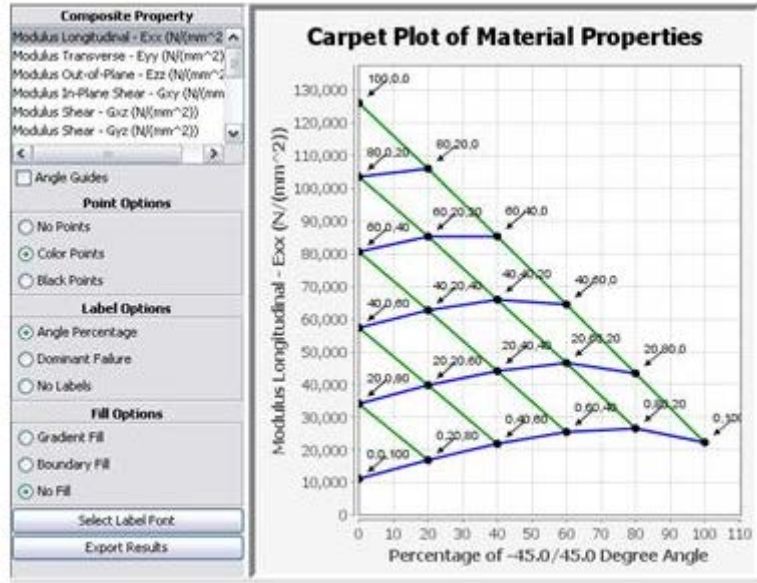 Composite Property
Modulus Longitudinal - Exx (N/(mm^2
Modulus Transverse - Eyy (N/(mm^2)
Modulus Out-of-Plane - Ezz (N/(mm^2
Modulus In-Plane Shear - Gxy (N/(mm
Modulus Shear - Gxz (N/(mm^2))
Modulus Shear - Gyz (N/(mm^2))
Angle Guides
Point Options
No Points
Color Points
Black Points
Label Options
Angle Percentage
Dominant Failure
No Labels
Fill Options
Gradient Fill
Boundary Fill
No Fill
Select Label Font
Export Results
Carpet Plot of Material Properties
Modulus Longitudinal - Exx (N/(mm^2))
130,000
120,000
110,000
100,000
90,000
80,000
70,000
60,000
50,000
40,000
30,000
20,000
10,000
0
100,0,0
80,0,20
80,20,0
60,0,40
60,20,20
60,40,0
40,0,60
40,20,40
40,40,20
40,60,0
20,0,80
20,20,60
20,40,40
20,60,20
20,80,0
0,0,100
0,20,80
0,40,60
0,60,40
0,80,20
0,100
0 10 20 30 40 50 60 70 80 90 100 110
Percentage of -45.0/45.0 Degree Angle